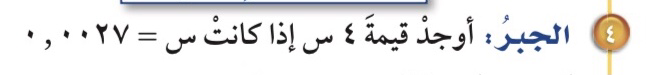 ٤ الجبرُ: أوجدْ قيمةَ ٤ س إذا كانتْ س = ٠,٠٠٢٧